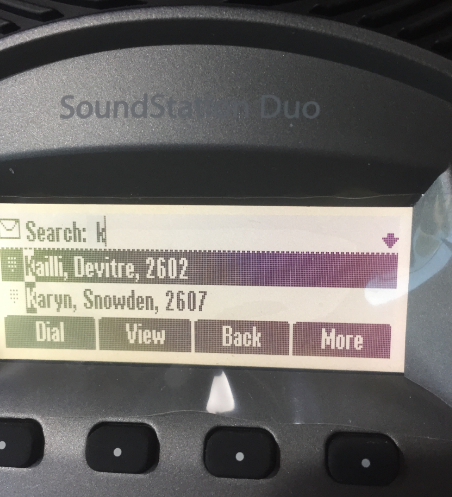 SoundStation Duo
Search: k
Kailli, Devitre, 2602
Karyn, Snowden, 2607
Dial View Back More